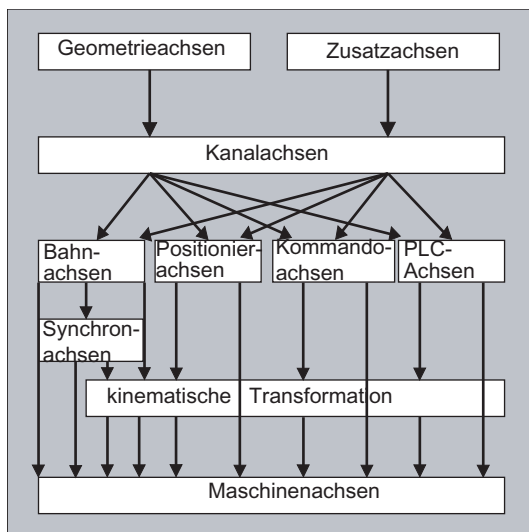 Geometrieachsen
Zusatzachsen
Kanalachsen
Bahn-
achsen
Positionier-
achsen
Kommando-
achsen
PLC-
Achsen
Synchron-
achsen
kinematische Transformation
Maschinenachsen